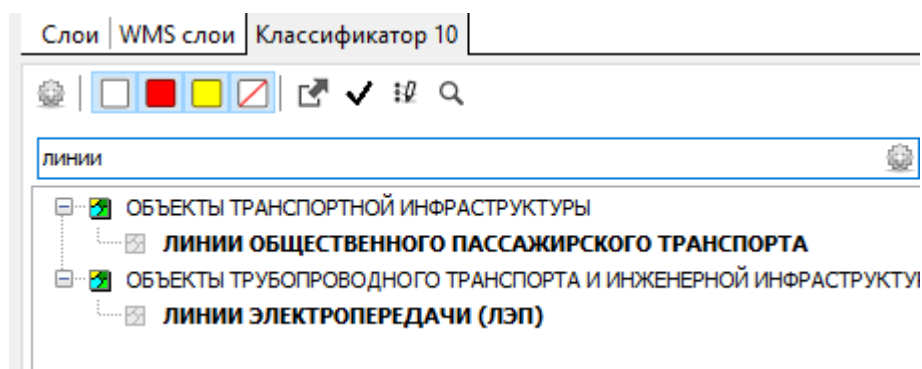 Слои WMS слои Классификатор 10
линии
ОБЪЕКТЫ ТРАНСПОРТНОЙ ИНФРАСТРУКТУРЫ
ЛИНИИ ОБЩЕСТВЕННОГО ПАССАЖИРСКОГО ТРАНСПОРТА
ОБЪЕКТЫ ТРУБОПРОВОДНОГО ТРАНСПОРТА И ИНЖЕНЕРНОЙ ИНФРАСТРУКТУ
ЛИНИИ ЭЛЕКТРОПЕРЕДАЧИ (ЛЭП)